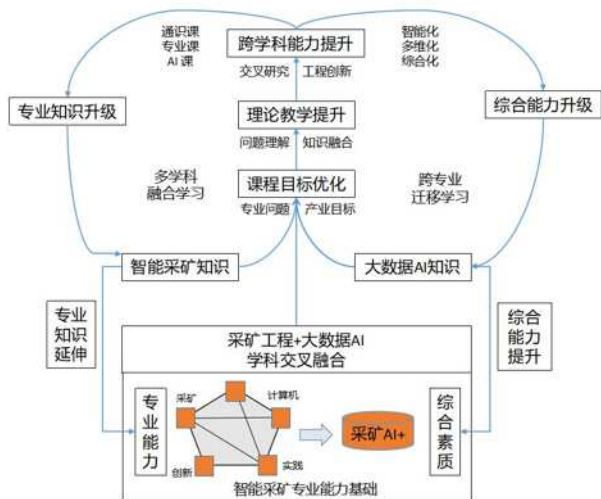 通识课
专业课
AI 课
跨学科能力提升
智能化
多维化
综合化
交叉研究 工程创新
专业知识升级
理论教学提升
综合能力升级
问题理解 知识融合
多学科
融合学习
课程目标优化
跨专业
迁移学习
专业问题 产业目标
智能采矿知识
大数据AI知识
专业
知识
延伸
综合
能力
提升
采矿工程+大数据AI
学科交叉融合
专业能力
采矿
计算机
创新
实践
采矿AI+
综合素质
智能采矿专业能力基础